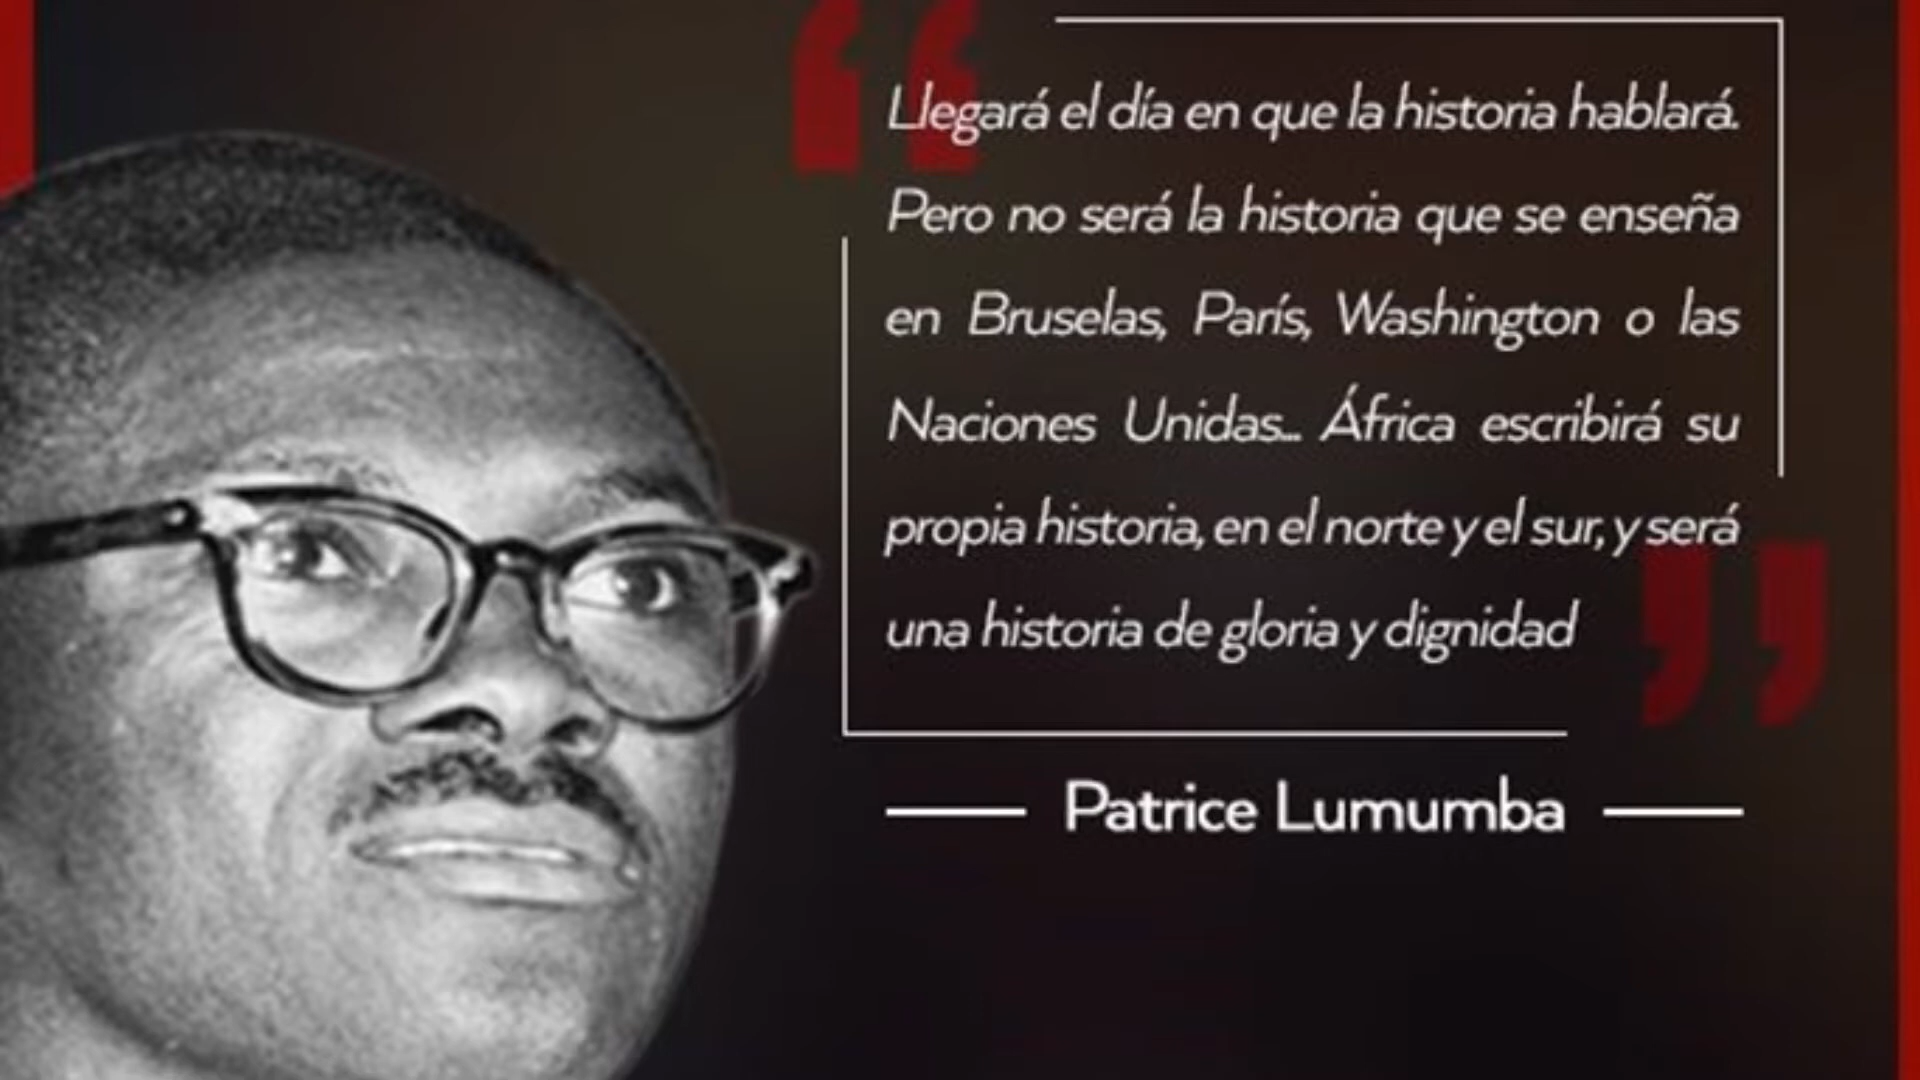 Llegará el día en que la historia hablará.
Pero no será la historia que se enseña
en Bruselas, París, Washington o las
Naciones Unidas... África escribirá su
propia historia, en el norte y el sur, y será
una historia de gloria y dignidad
Patrice Lumumba